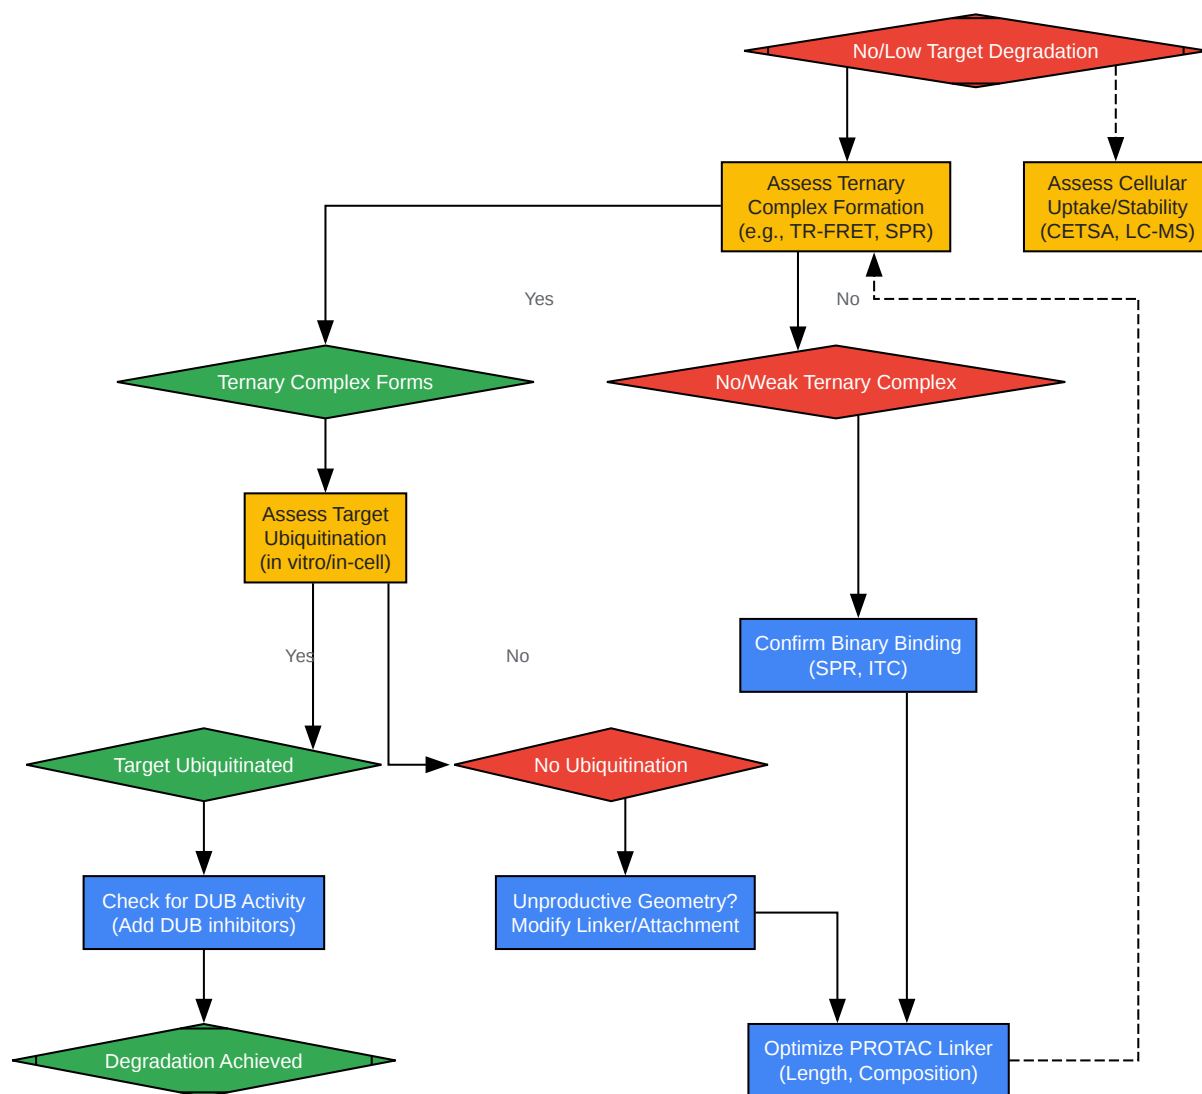 No/Low Target Degradation
Assess Ternary
Complex Formation
(e.g., TR-FRET, SPR)
Assess Cellular
Uptake/Stability
(CETSA, LC-MS)
Yes
No
Ternary Complex Forms
No/Weak Ternary Complex
Assess Target
Ubiquitination
(in vitro/in-cell)
Confirm Binary Binding
(SPR, ITC)
Yes
No
Target Ubiquitinated
No Ubiquitination
Check for DUB Activity
(Add DUB inhibitors)
Unproductive Geometry?
Modify Linker/Attachment
Degradation Achieved
Optimize PROTAC Linker
(Length, Composition)